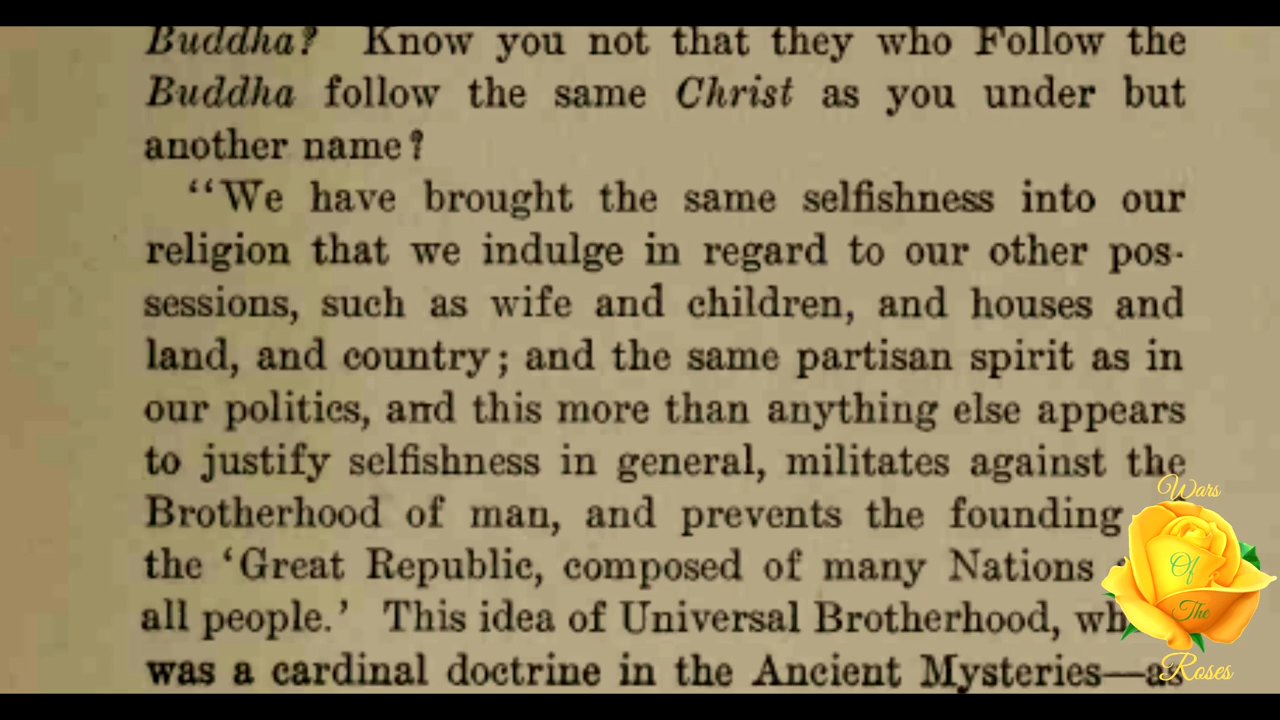 Buddha? Know you not that they who Follow the
Buddha follow the same Christ as you under but
another name?
“We have brought the same selfishness into our
religion that we indulge in regard to our other pos-
sessions, such as wife and children, and houses and
land, and country; and the same partisan spirit as in
our politics, and this more than anything else appears
to justify selfishness in general, militates against the
Brotherhood of man, and prevents the founding
the ‘Great Republic, composed of many Nations
all people.’ This idea of Universal Brotherhood,
was a cardinal doctrine in the Ancient Mysteries—as
Wars
Of
The
Roses